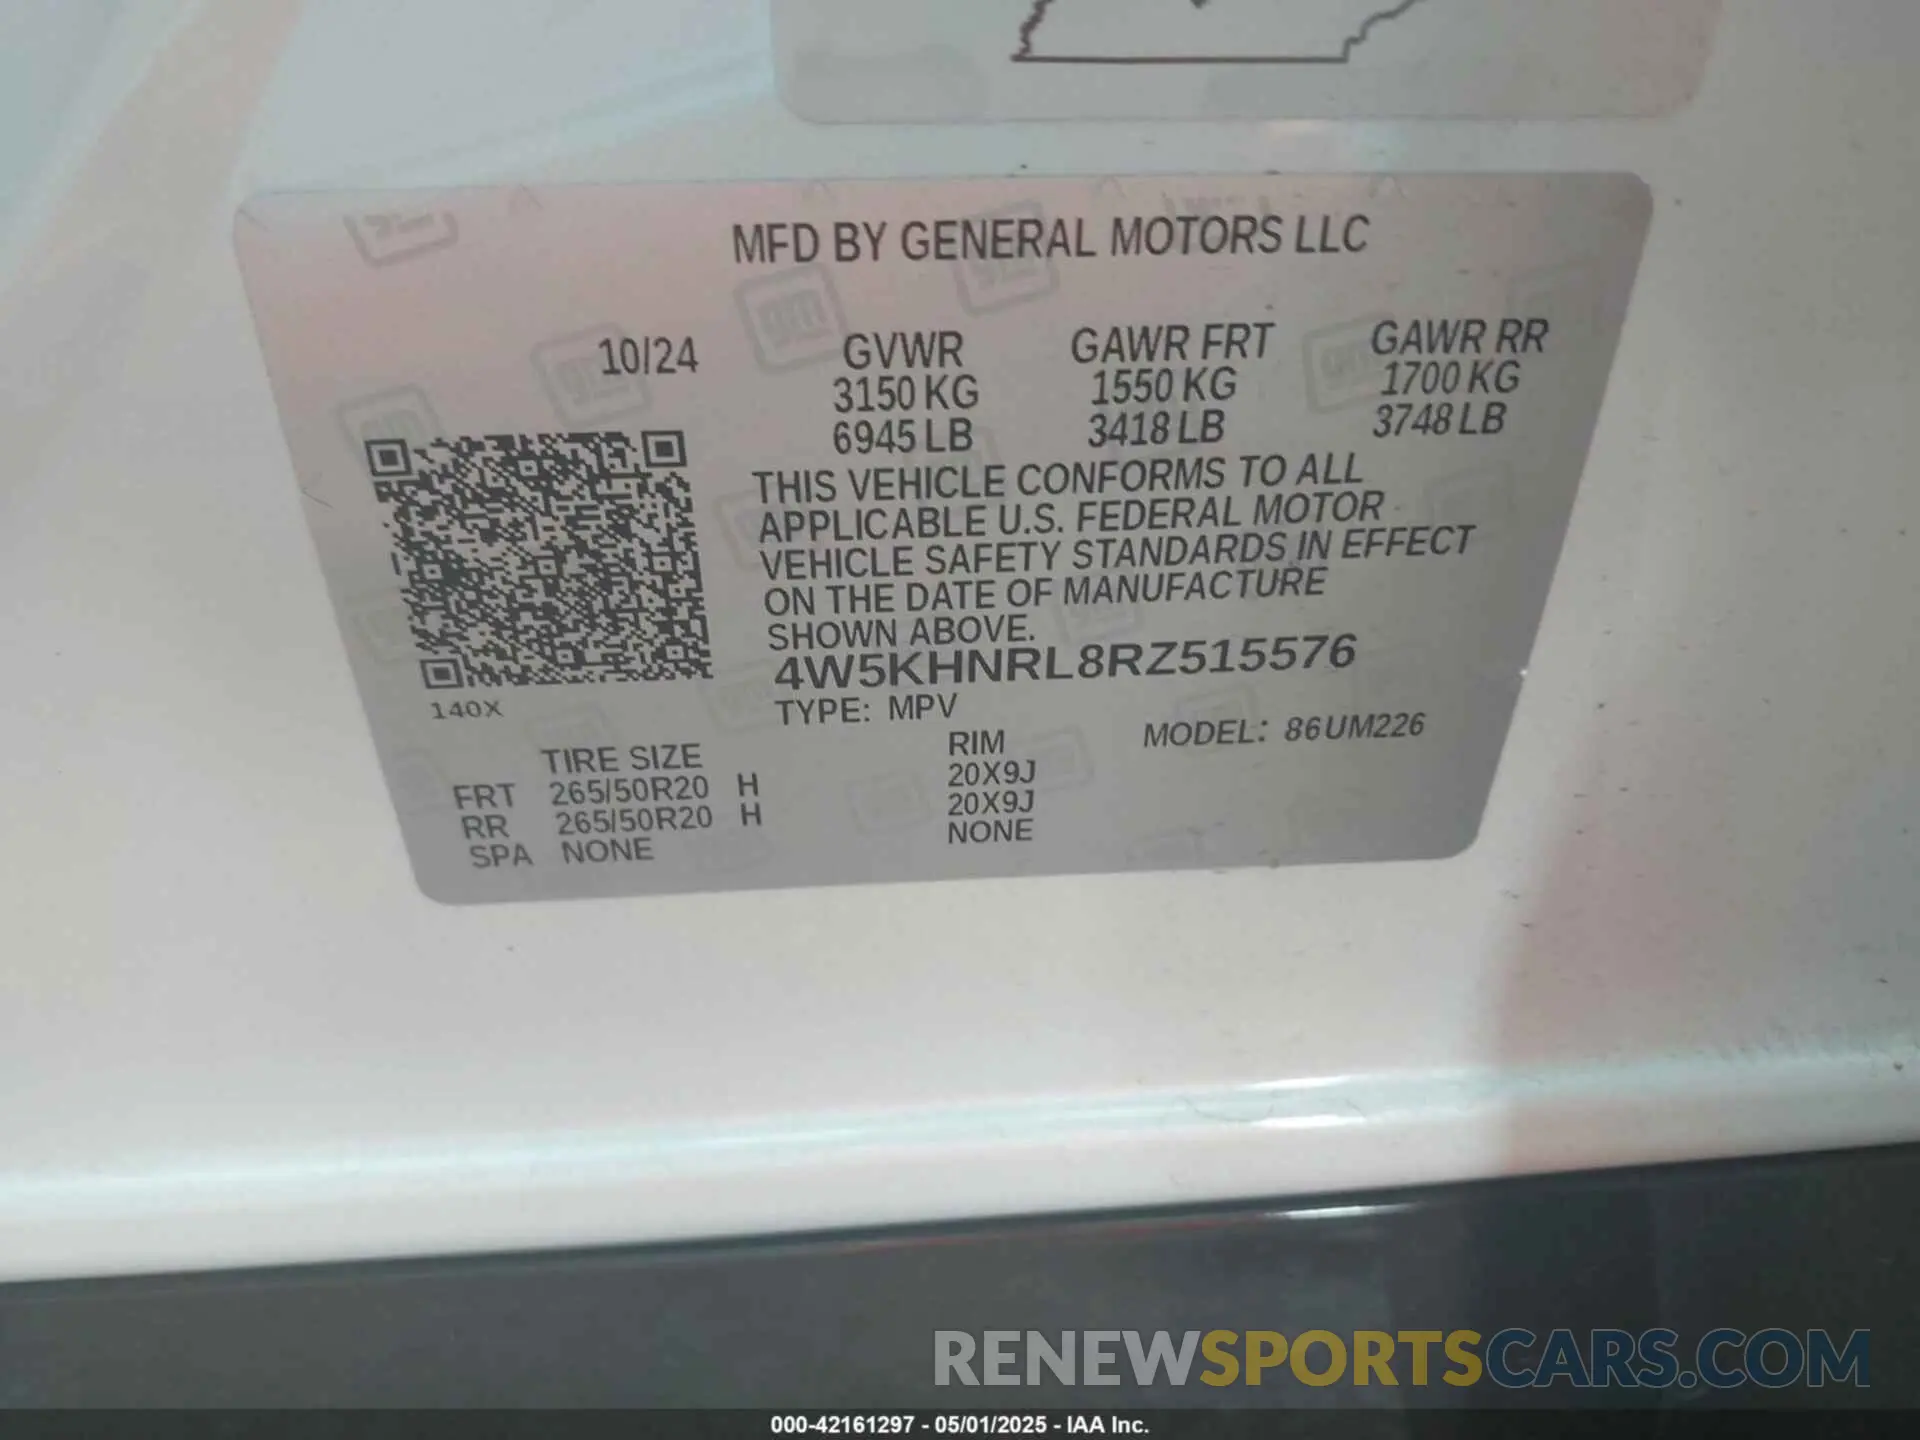 MFD BY GENERAL MOTORS LLC
10/24 GVWR GAWR FRT GAWR RR
3150 KG 1550 KG 1700 KG
6945 LB 3418 LB 3748 LB
THIS VEHICLE CONFORMS TO ALL
APPLICABLE U.S. FEDERAL MOTOR
VEHICLE SAFETY STANDARDS IN EFFECT
ON THE DATE OF MANUFACTURE
SHOWN ABOVE.
4W5KHNRL8RZ515576
140X
TYPE: MPV
MODEL: 86UM226
TIRE SIZE RIM
FRT 265/50R20 H 20X9J
RR 265/50R20 H 20X9J
SPA NONE NONE
RENEWSPORTSCARS.COM
000-42161297 - 05/01/2025 - IAA Inc.